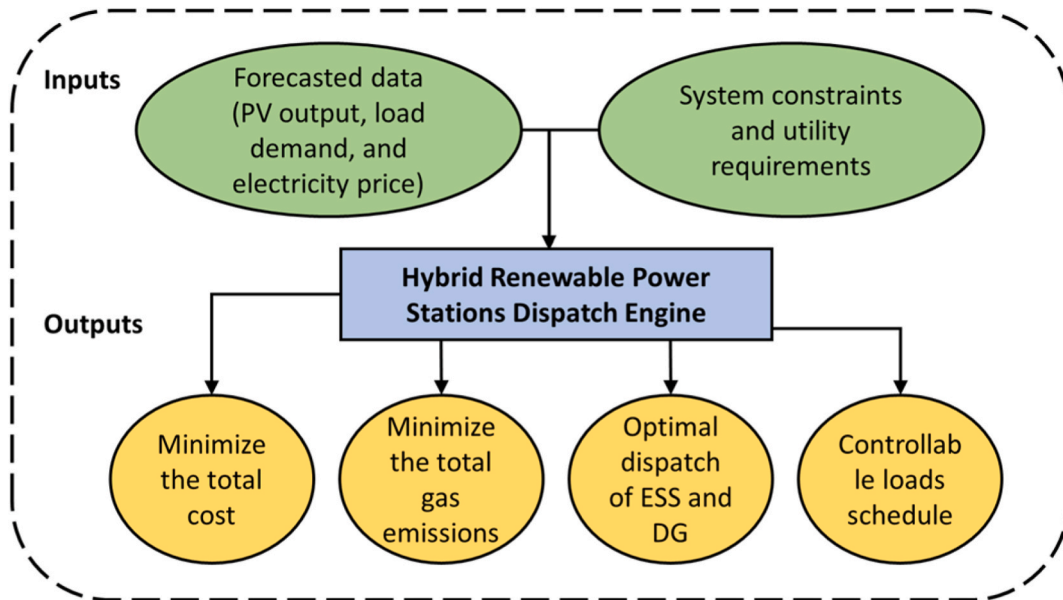 Inputs
Forecasted data
(PV output, load
demand, and
electricity price)
System constraints
and utility
requirements
Hybrid Renewable Power
Stations Dispatch Engine
Outputs
Minimize
the total
cost
Minimize
the total
gas
emissions
Optimal
dispatch
of ESS and
DG
Controllab
le loads
schedule